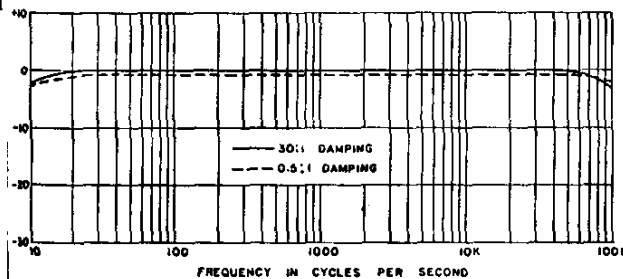 +10
0
-10
-20
-30
30:1 DAMPING
0.5:1 DAMPING
10 100 1000 10K 100K
FREQUENCY IN CYCLES PER SECOND